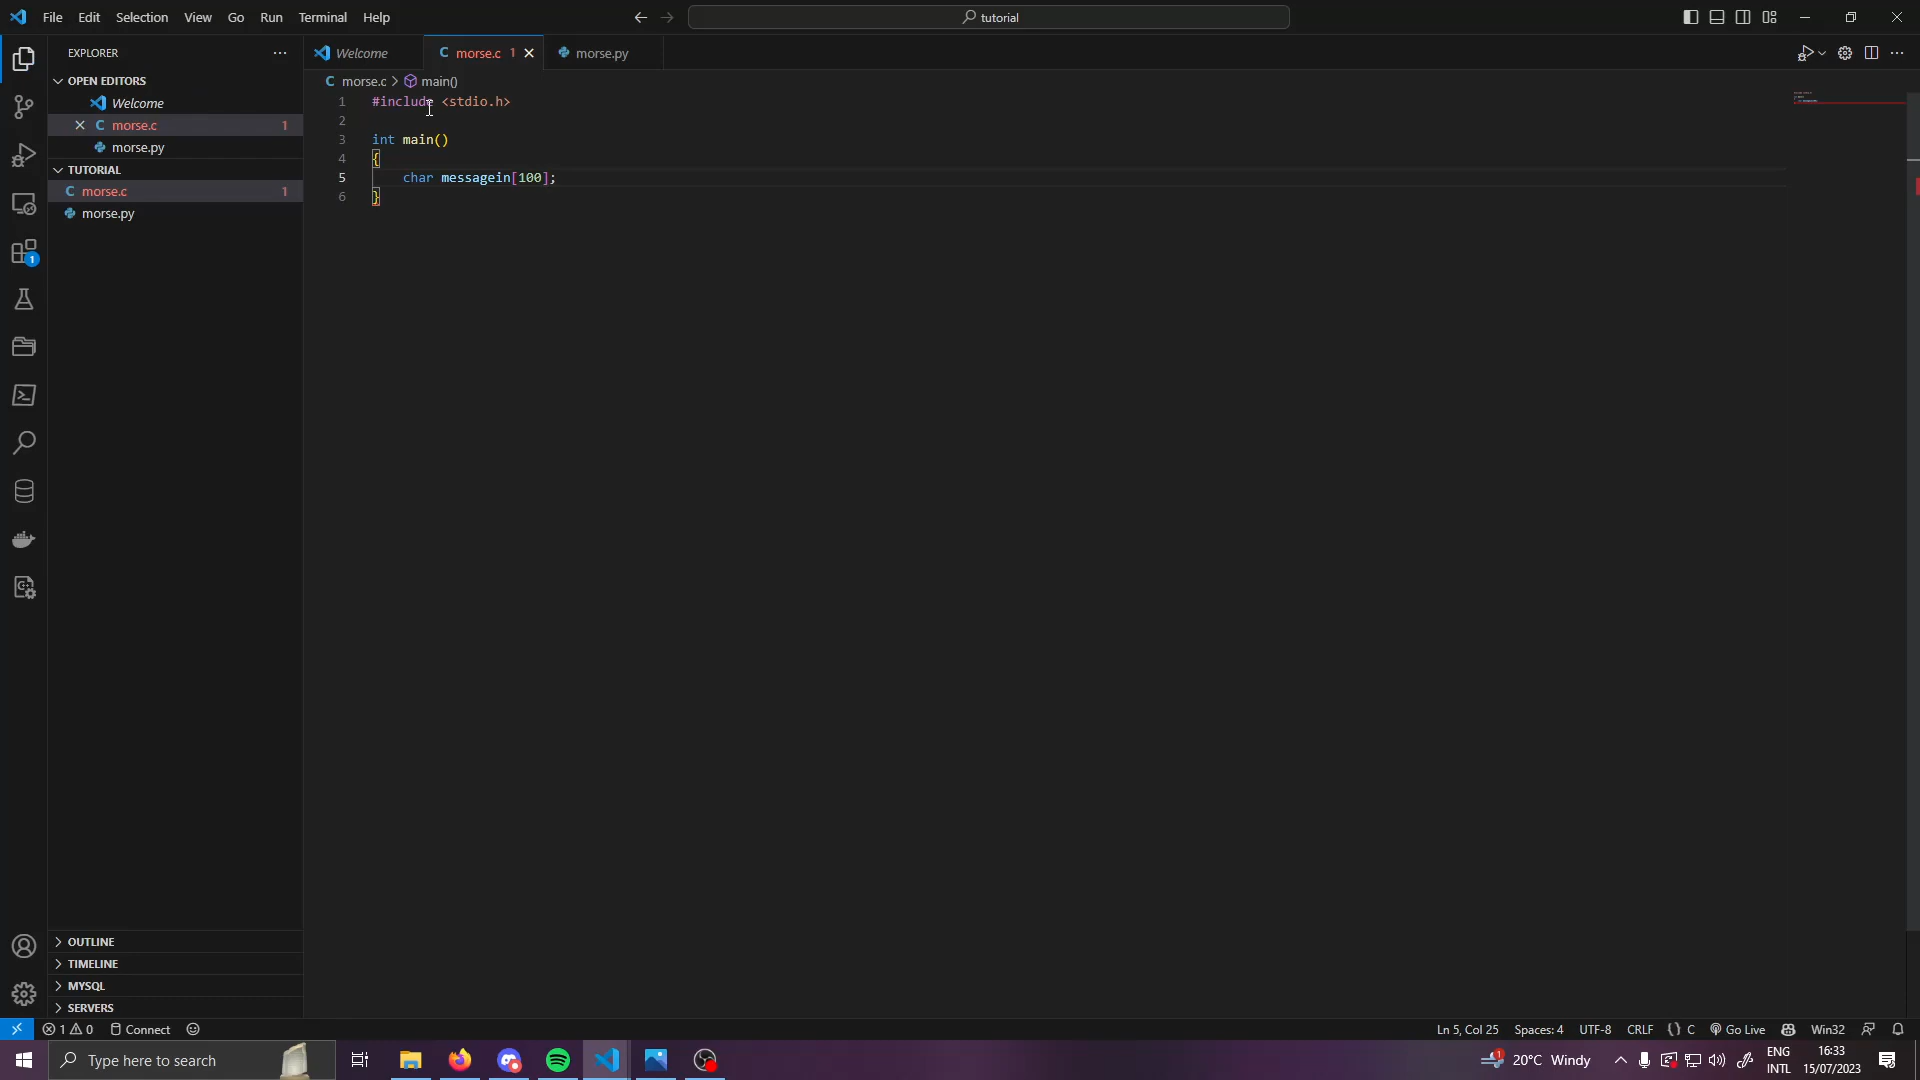 File Edit Selection View Go Run Terminal Help
tutorial
EXPLORER
OPEN EDITORS
Welcome
morse.c 1
morse.py
TUTORIAL
morse.c 1
morse.py
OUTLINE
TIMELINE
MYSQL
SERVERS
Welcome
morse.c 1
morse.py
morse.c > main()
1 #include <stdio.h>
2
3 int main()
4 {
5 char messagein[100];
6 }
1 0 Connect
Ln 5, Col 25 Spaces: 4 UTF-8 CRLF {} C Go Live Win32
Type here to search
1 20°C Windy
ENG
INTL
16:33
15/07/2023
1